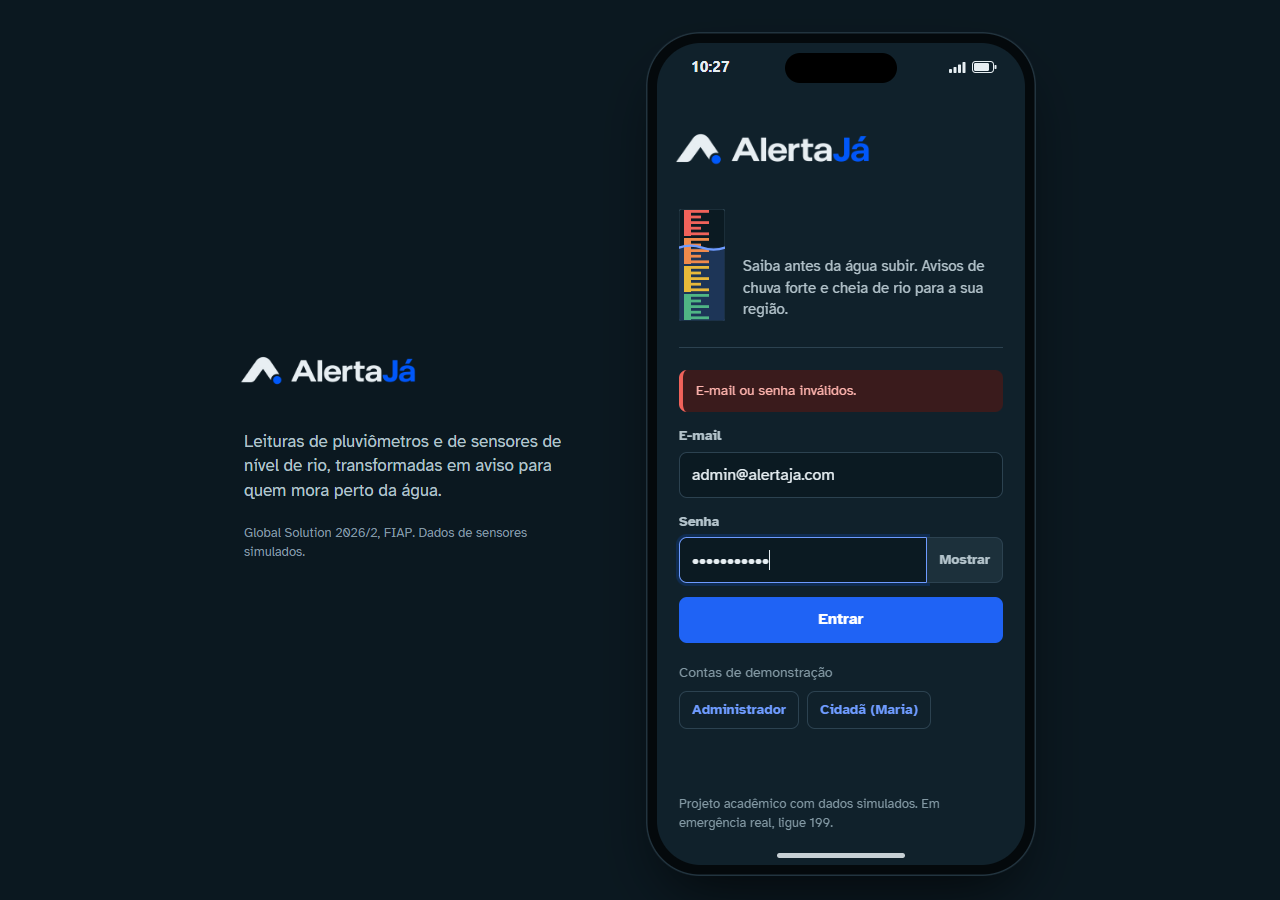 AlertaJá
Leituras de pluviômetros e de sensores de
nível de rio, transformadas em aviso para
quem mora perto da água.
Global Solution 2026/2, FIAP. Dados de sensores
simulados.
10:27
AlertaJá
Saiba antes da água subir. Avisos de
chuva forte e cheia de rio para a sua
região.
E-mail ou senha inválidos.
E-mail
admin@alertaja.com
Senha
•••••••••••
Mostrar
Entrar
Contas de demonstração
Administrador
Cidadã (Maria)
Projeto acadêmico com dados simulados. Em
emergência real, ligue 199.